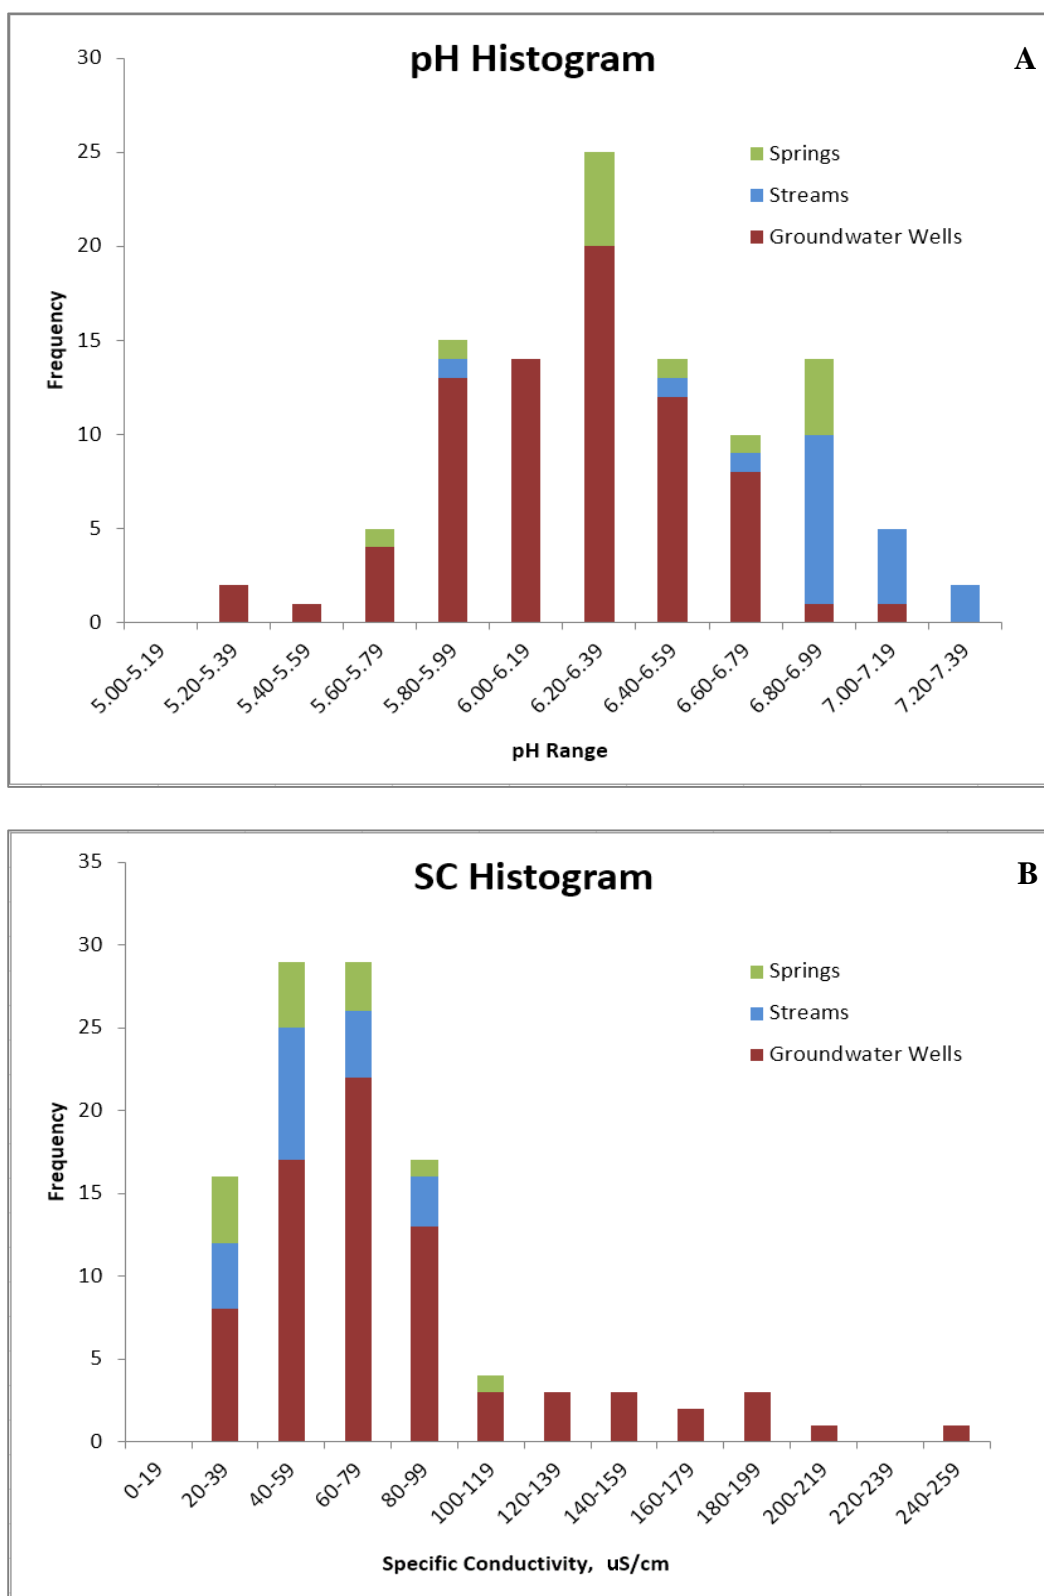 pH Histogram
A
30
25
20
15
10
5
0
Frequency
Springs
Streams
Groundwater Wells
5.00-5.19
5.20-5.39
5.40-5.59
5.60-5.79
5.80-5.99
6.00-6.19
6.20-6.39
6.40-6.59
6.60-6.79
6.80-6.99
7.00-7.19
7.20-7.39
pH Range
SC Histogram
B
35
30
25
20
15
10
5
0
Frequency
Springs
Streams
Groundwater Wells
0-19
20-39
40-59
60-79
80-99
100-119
120-139
140-159
160-179
180-199
200-219
220-239
240-259
Specific Conductivity, uS/cm